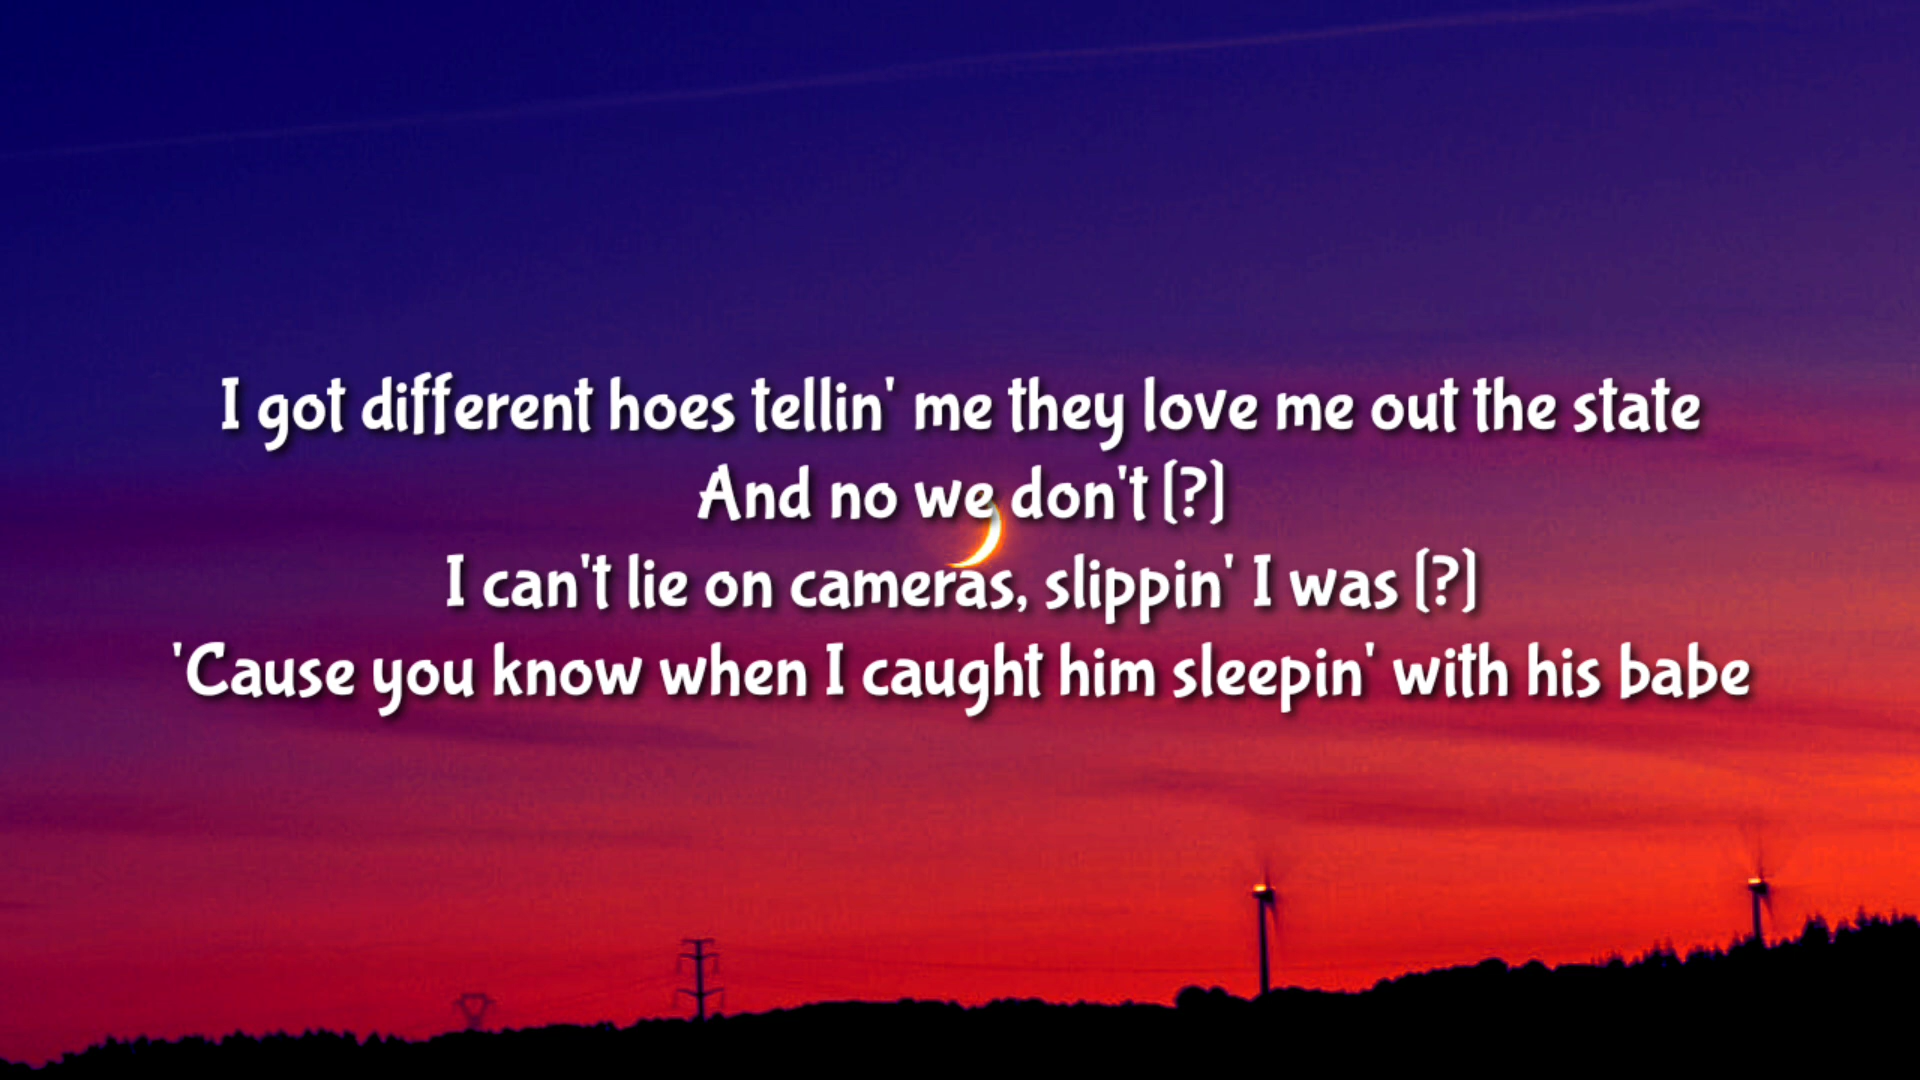 I got different hoes tellin' me they love me out the state
And no we don't (?)
I can't lie on cameras, slippin' I was (?)
'Cause you know when I caught him sleepin' with his babe